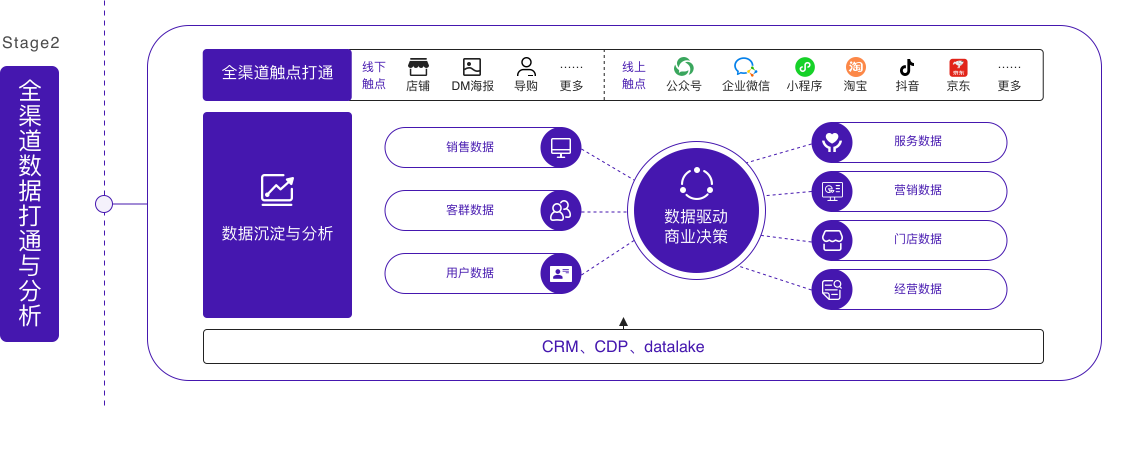 Stage2
全渠道数据打通与分析
全渠道触点打通
线下
触点
店铺
DM海报
导购
......
更多
线上
触点
公众号
企业微信
小程序
淘
淘宝
抖音
京东
京东
......
更多
数据沉淀与分析
销售数据
客群数据
用户数据
数据驱动
商业决策
服务数据
营销数据
门店数据
经营数据
CRM、CDP、datalake